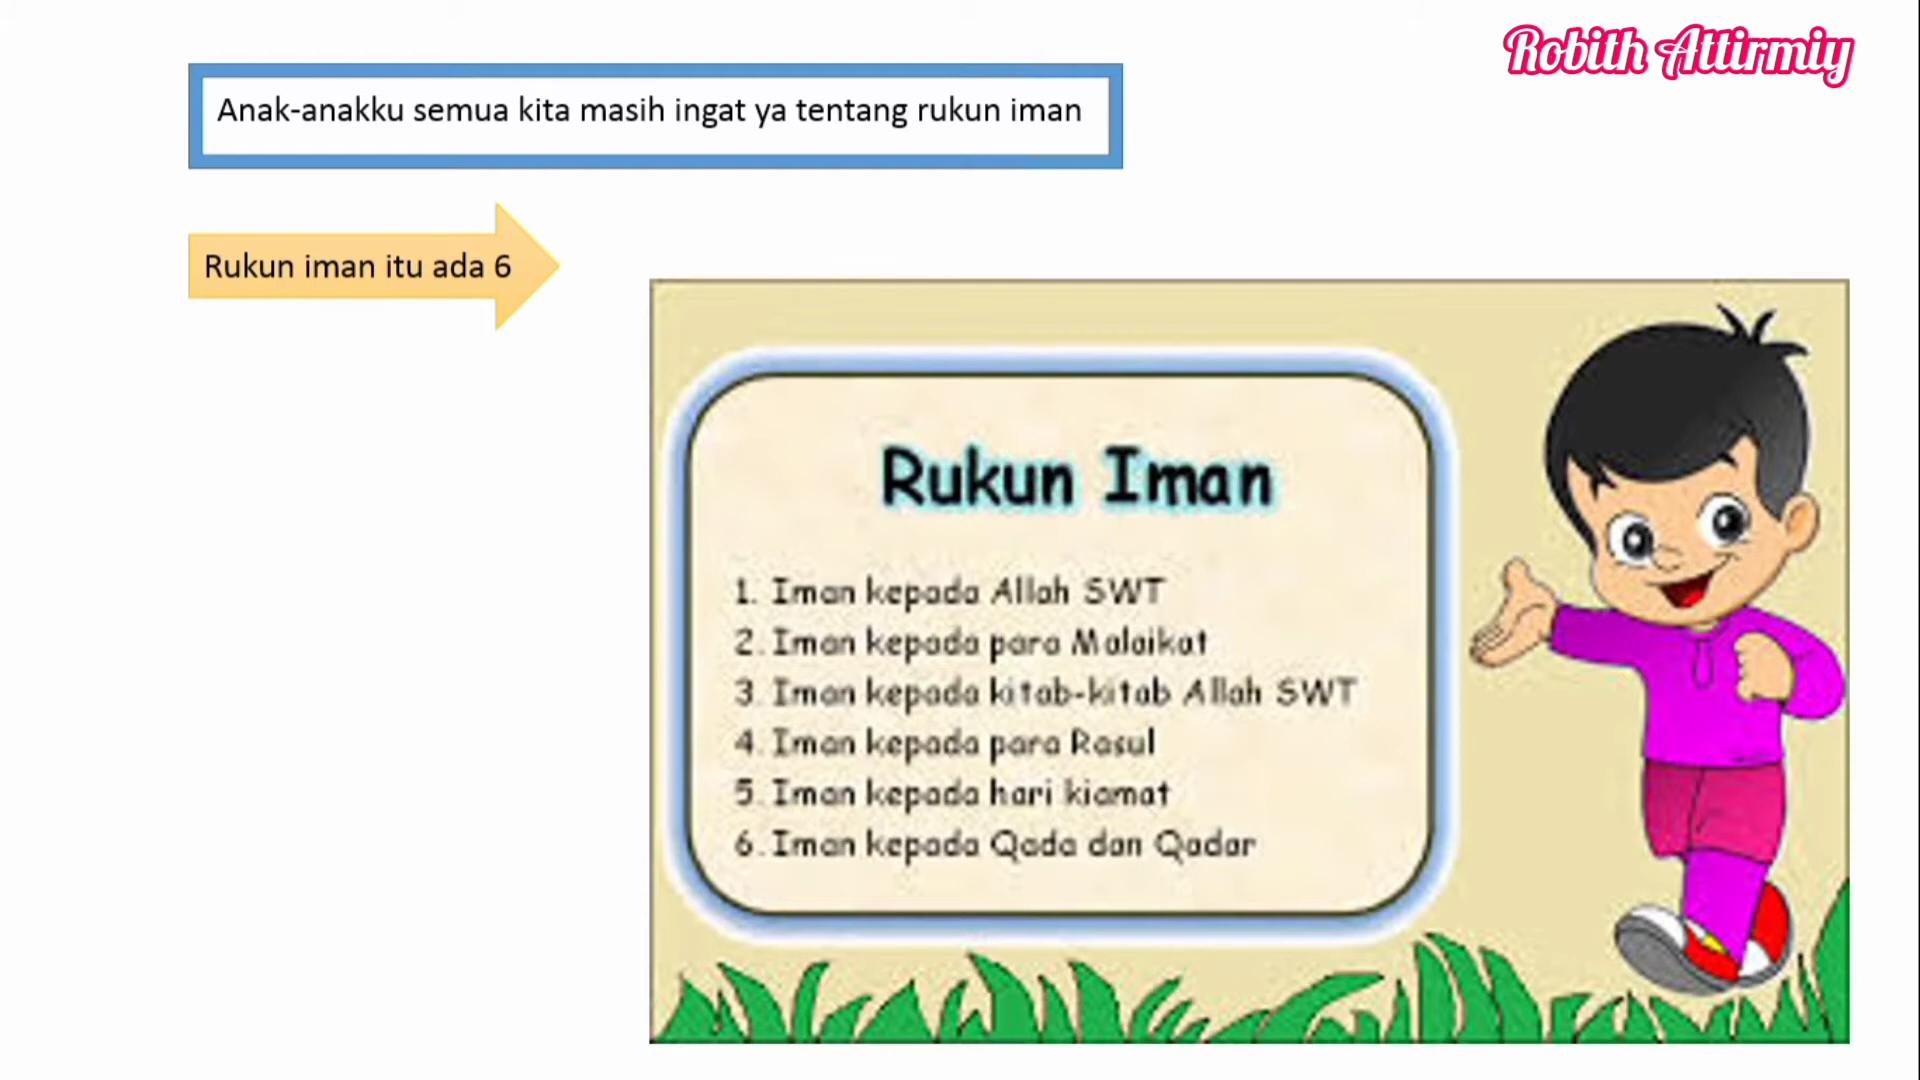 Robith Attirmiy
Anak-anakku semua kita masih ingat ya tentang rukun iman
Rukun iman itu ada 6
Rukun Iman
1. Iman kepada Allah SWT
2. Iman kepada para Malaikat
3. Iman kepada kitab-kitab Allah SWT
4. Iman kepada para Rasul
5. Iman kepada hari kiamat
6. Iman kepada Qada dan Qadar